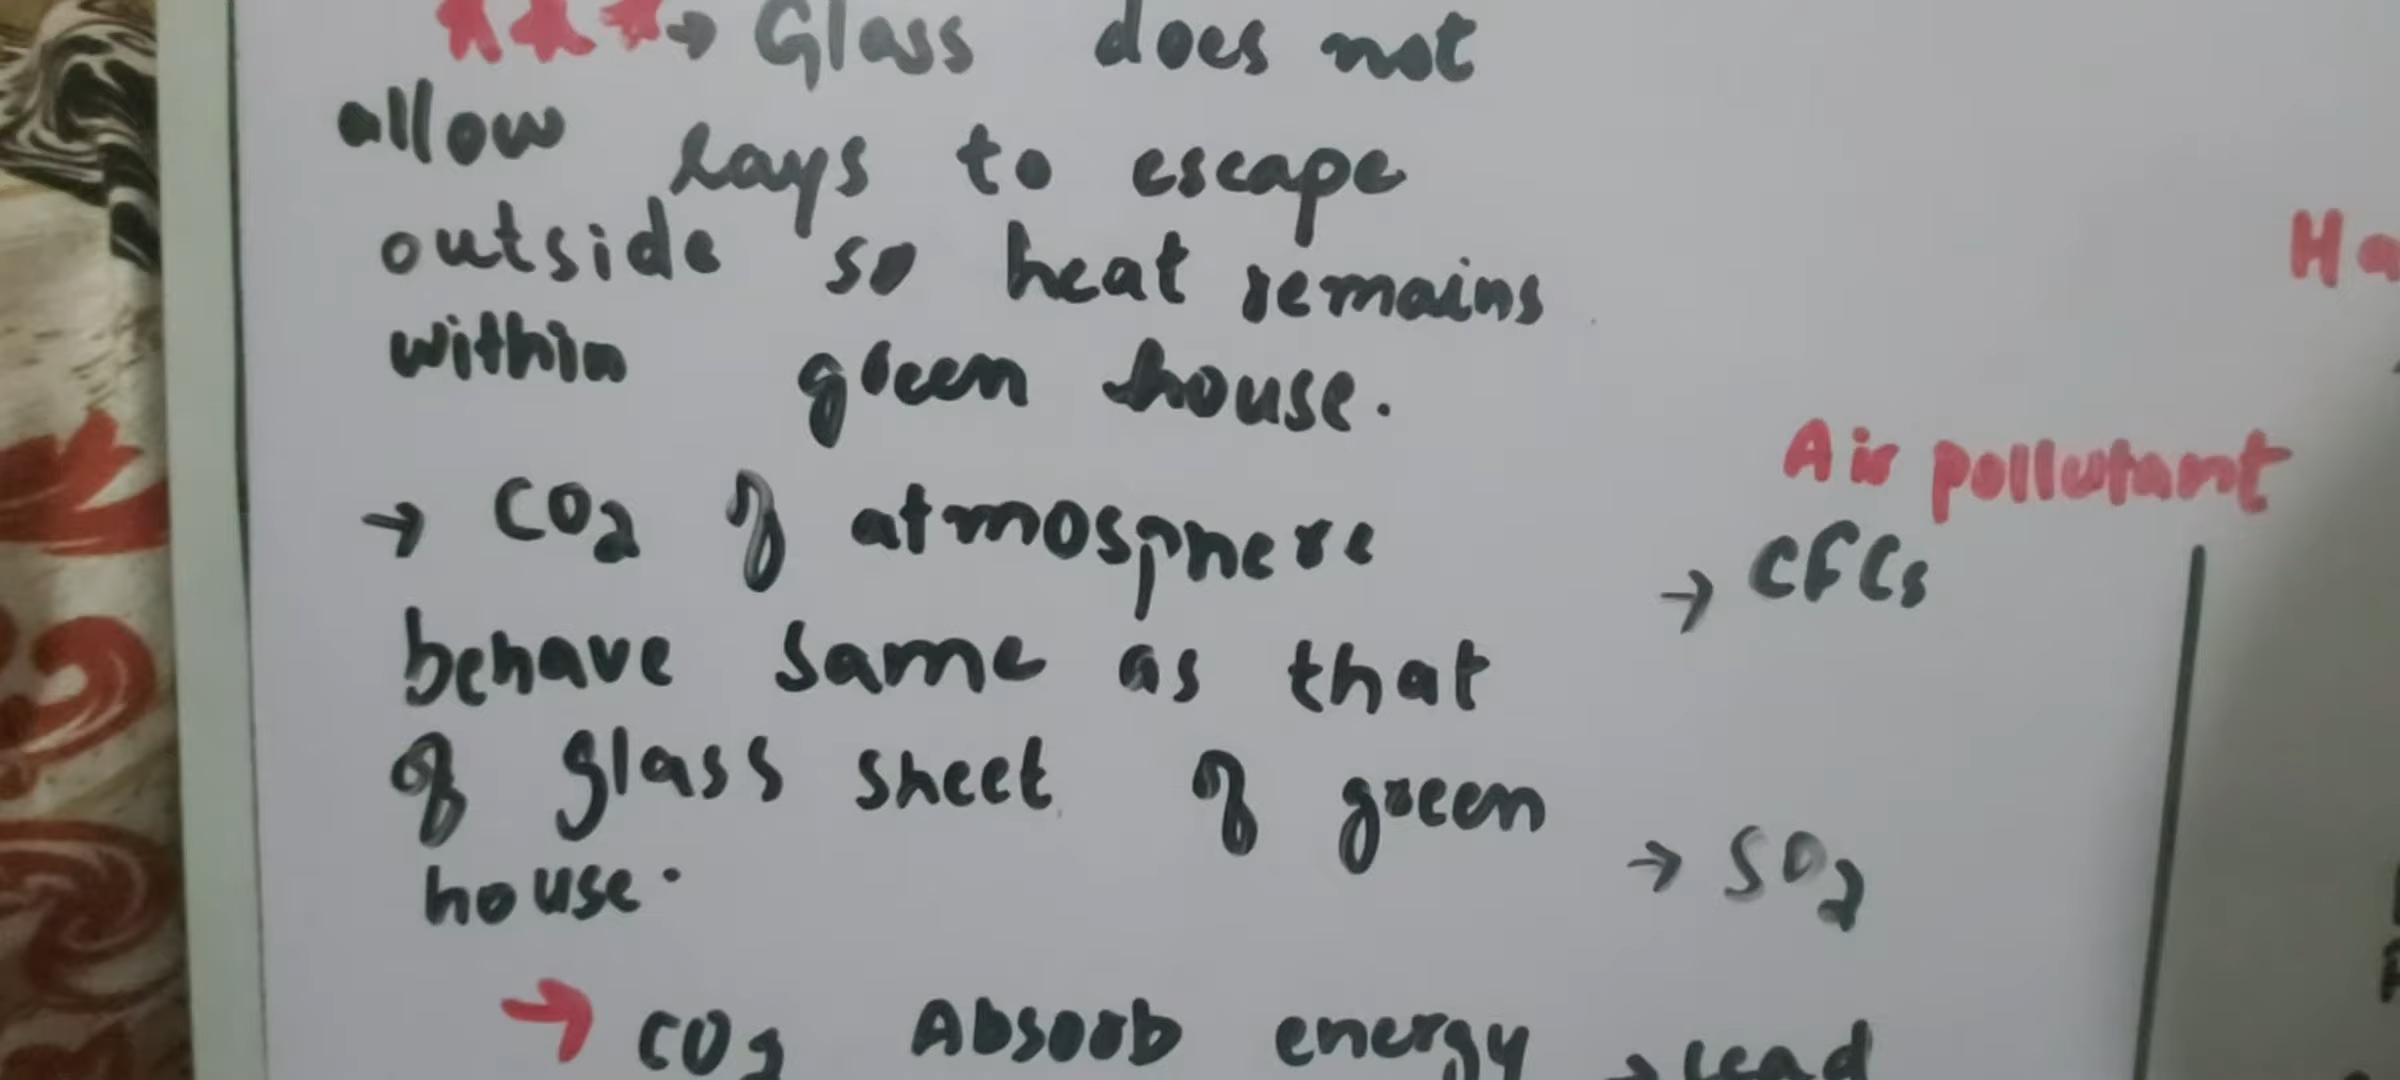 → Glass does not
allow rays to escape
outside so heat remains
within green house.
→ CO2 of atmosphere
behave same as that
of glass sheet of green
house.
→ CO2 Absorb energy
Air pollutant
→ CFCs
→ SO2
→ Lead